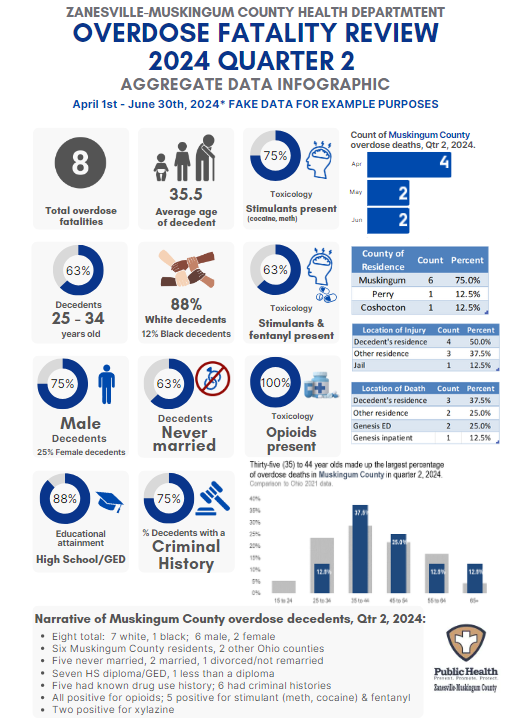 ZANESVILLE-MUSKINGUM COUNTY HEALTH DEPARTMTENT
OVERDOSE FATALITY REVIEW
2024 QUARTER 2
AGGREGATE DATA INFOGRAPHIC
April 1st - June 30th, 2024* FAKE DATA FOR EXAMPLE PURPOSES
8
Total overdose
fatalities
35.5
Average age
of decedent
75%
Toxicology
Stimulants present
(cocaine, meth)
Count of Muskingum County
overdose deaths, Qtr 2, 2024.
Apr 4
May 2
Jun 2
63%
Decedents
25 - 34
years old
88%
White decedents
12% Black decedents
63%
Toxicology
Stimulants &
fentanyl present
County of
Residence Count Percent
Muskingum 6 75.0%
Perry 1 12.5%
Coshocton 1 12.5%
Location of Injury Count Percent
Decedent's residence 4 50.0%
Other residence 3 37.5%
Jail 1 12.5%
75%
Male
Decedents
25% Female decedents
63%
Decedents
Never
married
100%
Toxicology
Opioids
present
Location of Death Count Percent
Decedent's residence 3 37.5%
Other residence 2 25.0%
Genesis ED 2 25.0%
Genesis inpatient 1 12.5%
88%
Educational
attainment
High School/GED
75%
% Decedents with a
Criminal
History
Thirty-five (35) to 44 year olds made up the largest percentage
of overdose deaths in Muskingum County in quarter 2, 2024.
Comparison to Ohio 2021 data.
40%
35%
30%
25%
20%
15%
10%
5%
0%
12.5%
37.5%
25.0%
12.5%
12.5%
15 to 24
25 to 34
35 to 44
45 to 54
55 to 64
65+
Narrative of Muskingum County overdose decedents, Qtr 2, 2024:
• Eight total: 7 white, 1 black; 6 male, 2 female
• Six Muskingum County residents, 2 other Ohio counties
• Five never married, 2 married, 1 divorced/not remarried
• Seven HS diploma/GED, 1 less than a diploma
• Five had known drug use history; 6 had criminal histories
• All positive for opioids; 5 positive for stimulant (meth, cocaine) & fentanyl
• Two positive for xylazine
Public Health
Prevent. Promote. Protect.
Zanesville-Muskingum County